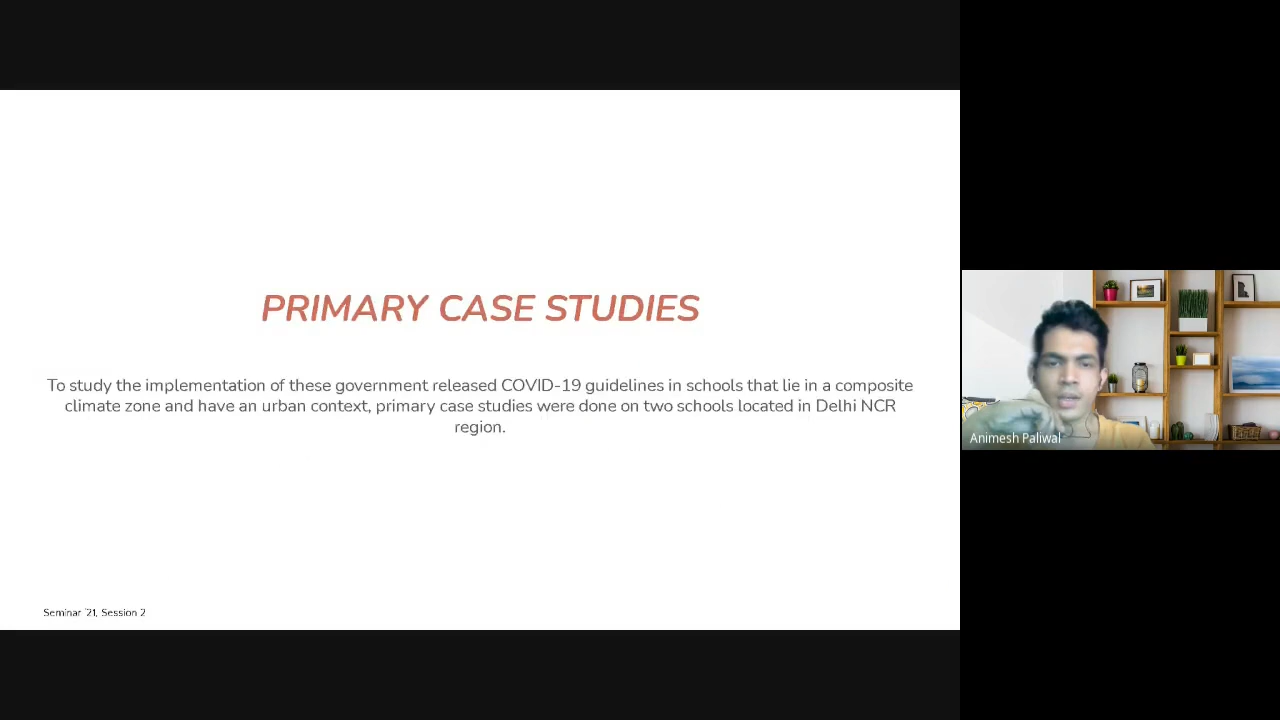 PRIMARY CASE STUDIES
To study the implementation of these government released COVID-19 guidelines in schools that lie in a composite
climate zone and have an urban context, primary case studies were done on two schools located in Delhi NCR
region.
Animesh Paliwal
Seminar '21, Session 2